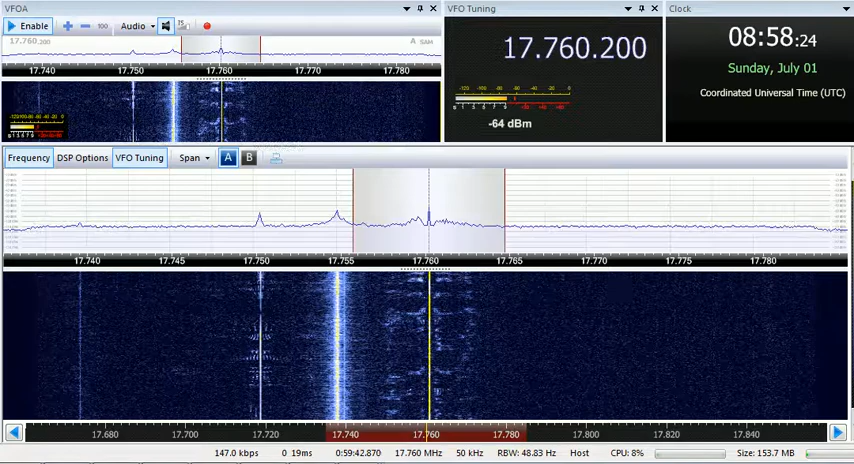 VFOA
Enable 100 Audio
17.760.200 A SAM
17.740 17.750 17.760 17.770 17.780
VFO Tuning
17.760.200
-64 dBm
Clock
08:58:24
Sunday, July 01
Coordinated Universal Time (UTC)
Frequency DSP Options VFO Tuning Span A B
17.740 17.745 17.750 17.755 17.760 17.765 17.770 17.775 17.780
17.680 17.700 17.720 17.740 17.760 17.780 17.800 17.820 17.840
147.0 kbps 0 19ms 0:59:42.870 17.760 MHz 50 kHz RBW: 48.83 Hz Host CPU: 8% Size: 153.7 MB